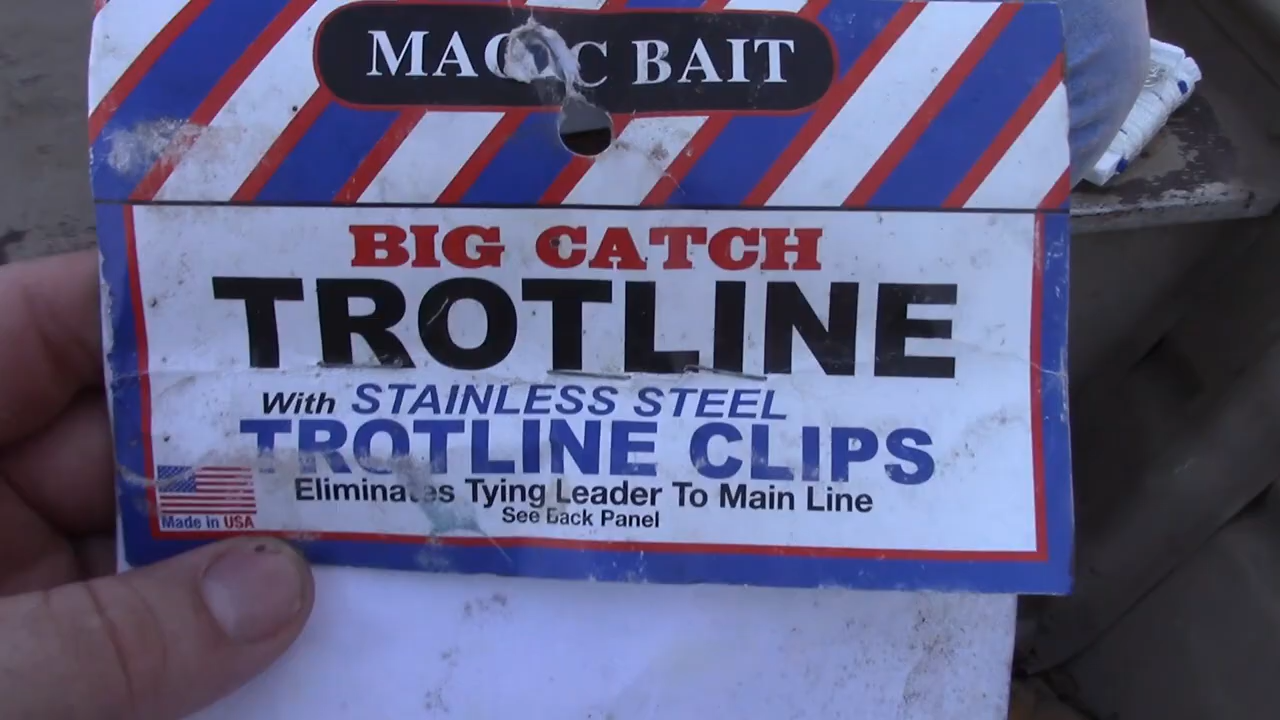 MAGIC BAIT
BIG CATCH
TROTLINE
With STAINLESS STEEL
TROTLINE CLIPS
Eliminates Tying Leader To Main Line
See Back Panel
Made in USA